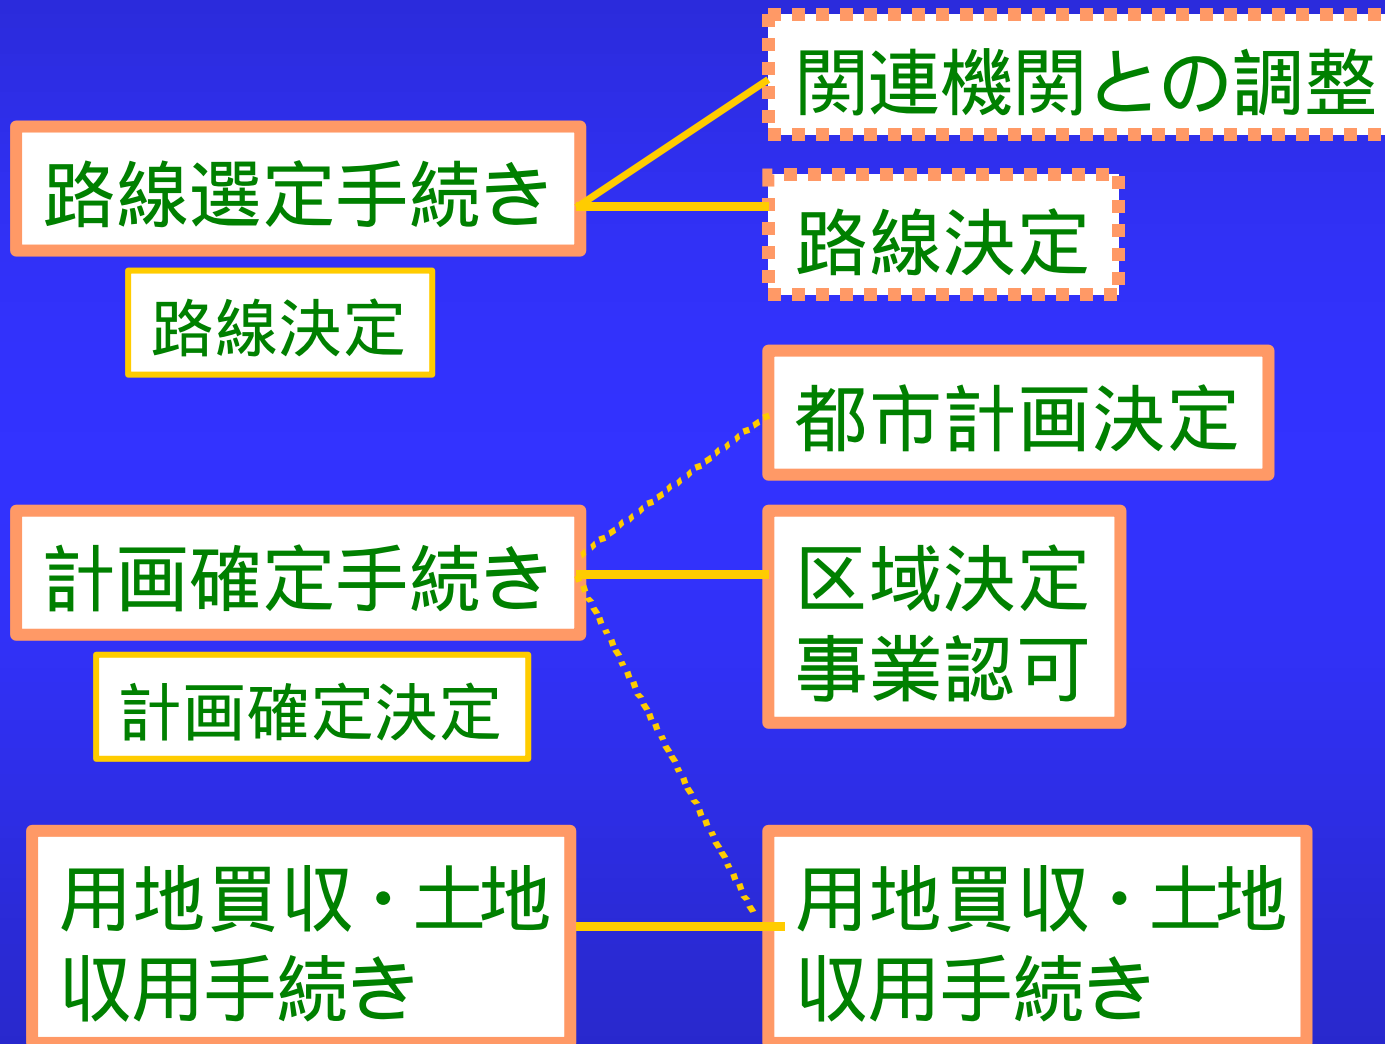 関連機関との調整
路線選定手続き
路線決定
路線決定
都市計画決定
計画確定手続き
区域決定
事業認可
計画確定決定
用地買収・土地
収用手続き
用地買収・土地
収用手続き